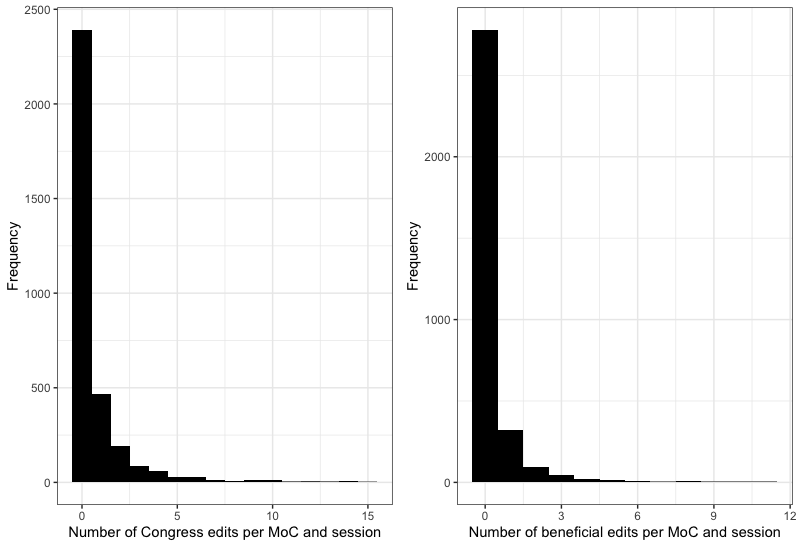 2500
2000
1500
1000
500
0
Frequency
0 5 10 15
Number of Congress edits per MoC and session
2000
1000
0
Frequency
0 3 6 9 12
Number of beneficial edits per MoC and session